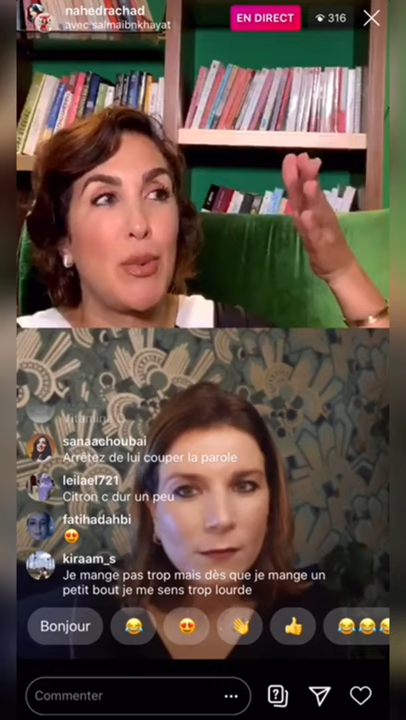 nahedrachad
avec salmaibnkhayat
EN DIRECT
316
sanaachoubai
Arrêtez de lui couper la parole
leilael721
Citron c dur un peu
fatihadahbi
😍
kiraam_s
Je mange pas trop mais dès que je mange un
petit bout je me sens trop lourde
Bonjour 😂 😍 👋 👍 😂😂😂
Commenter